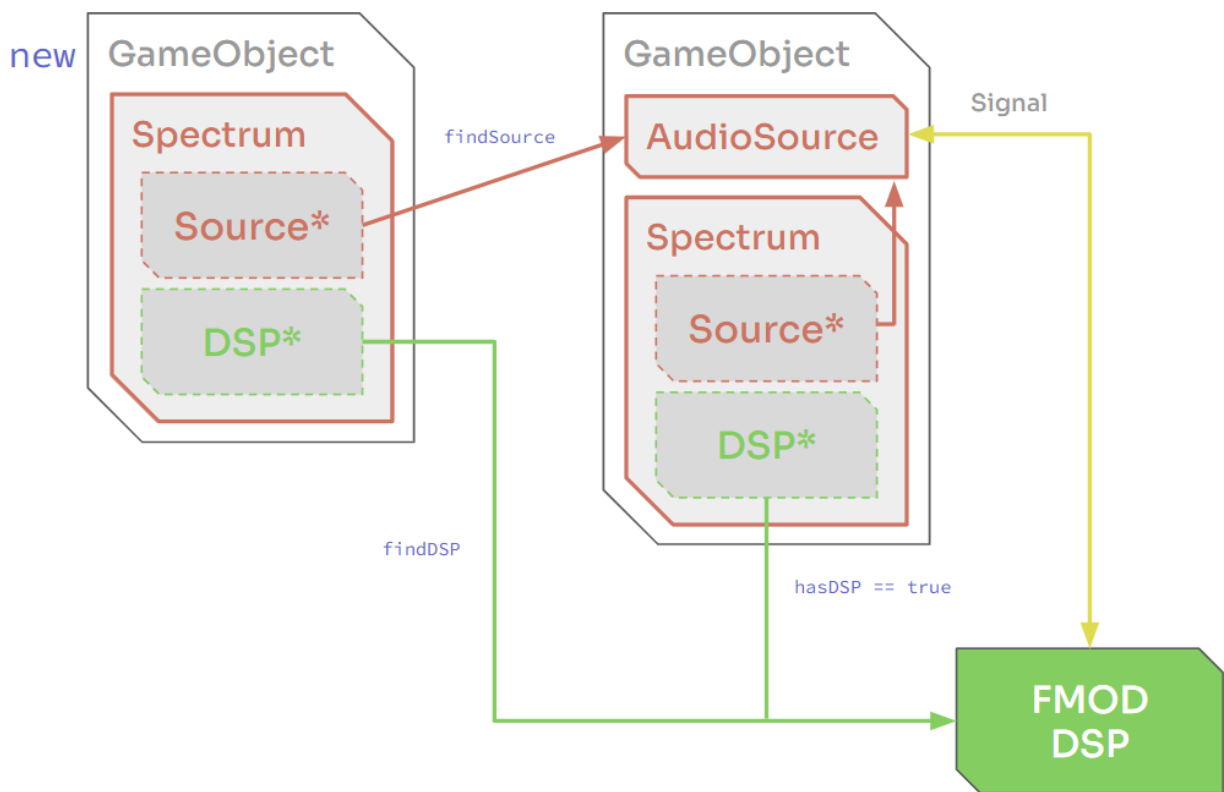 new
GameObject
Spectrum
Source*
DSP*
findSource
findDSP
GameObject
AudioSource
Spectrum
Source*
DSP*
hasDSP == true
Signal
FMOD
DSP